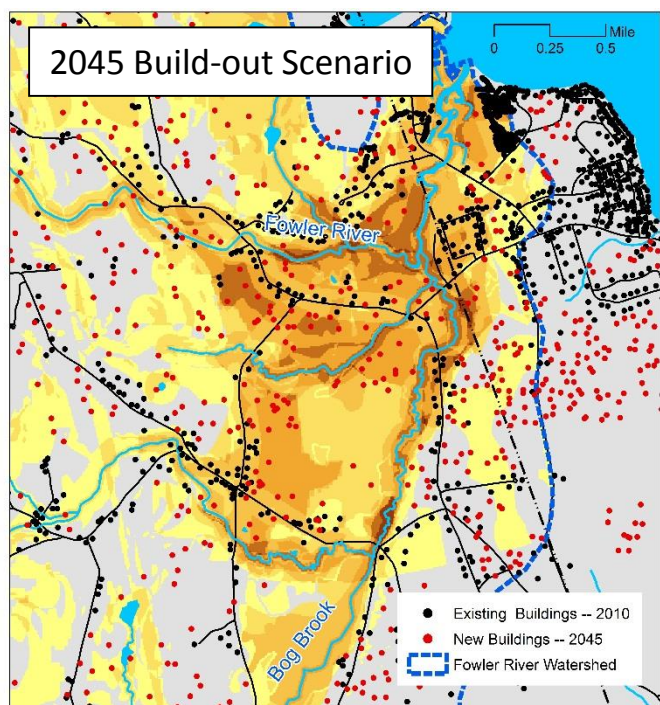 2045 Build-out Scenario
Mile
0 0.25 0.5
Fowler River
Bog Brook
Existing Buildings -- 2010
New Buildings -- 2045
Fowler River Watershed